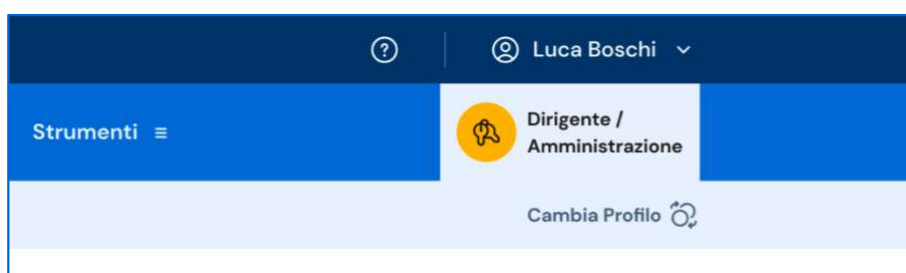 Luca Boschi
Strumenti
Dirigente /
Amministrazione
Cambia Profilo